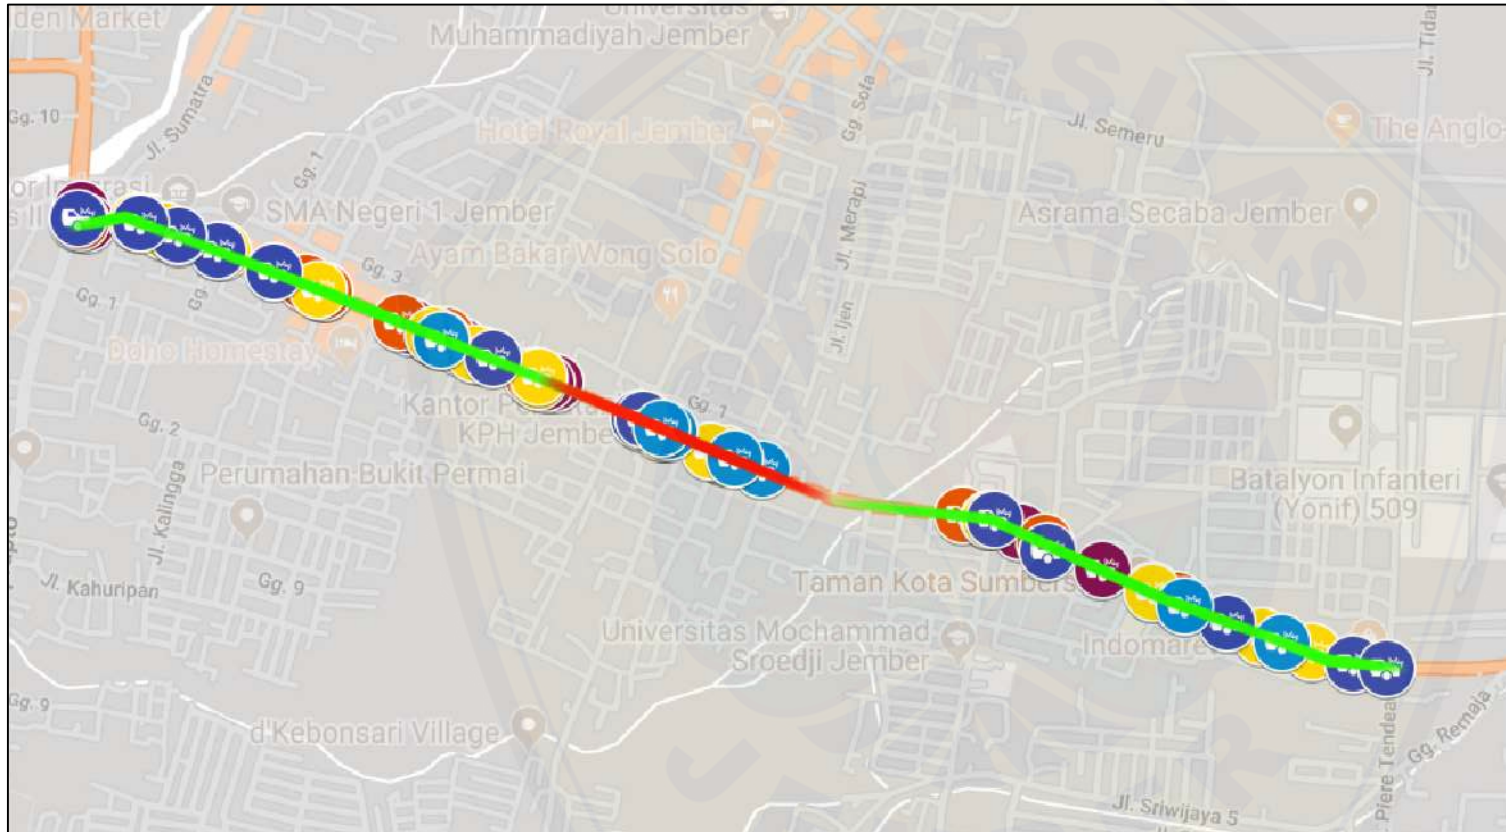 den Market
Universitas
Muhammadiyah Jember
Jl. Tidar
Gg. 10
Jl. Sumatra
Gg. Sofa
Jl. Semeru
Hotel Royal Jember
The Anglo
Gg. 1
SMA Negeri 1 Jember
Jl. Merapi
Asrama Secaba Jember
Ayam Bakar Wong Solo
Gg. 3
Gg. 1
Jl. Ijen
Doho Homestay
Kantor
Gg. 7
KPH Jember
Gg. 2
Perumahan Bukit Permai
Batalyon Infanteri
(Yonif) 509
Jl. Kalingga
Jl. Kahuripan
Gg. 9
Taman Kota Sumbers
Universitas Mochammad
Sroedji Jember
Indomare
Gg. 9
d'Kebonsari Village
Piere Tendean
Gg. Remaja
Jl. Sriwijaya 5